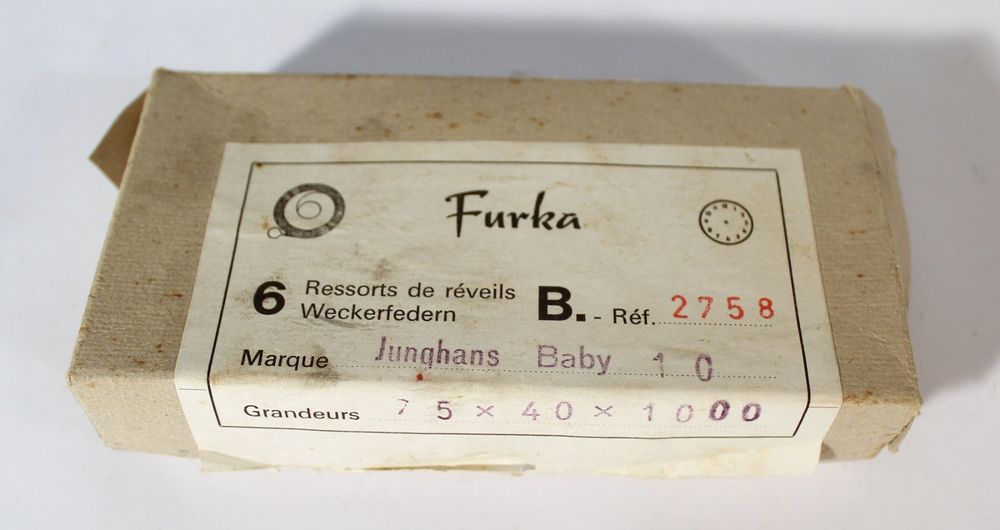 Furka
6 Ressorts de réveils B. - Réf. 2758
Weckerfedern
Marque Junghans Baby 10
Grandeurs 75 × 40 × 1000